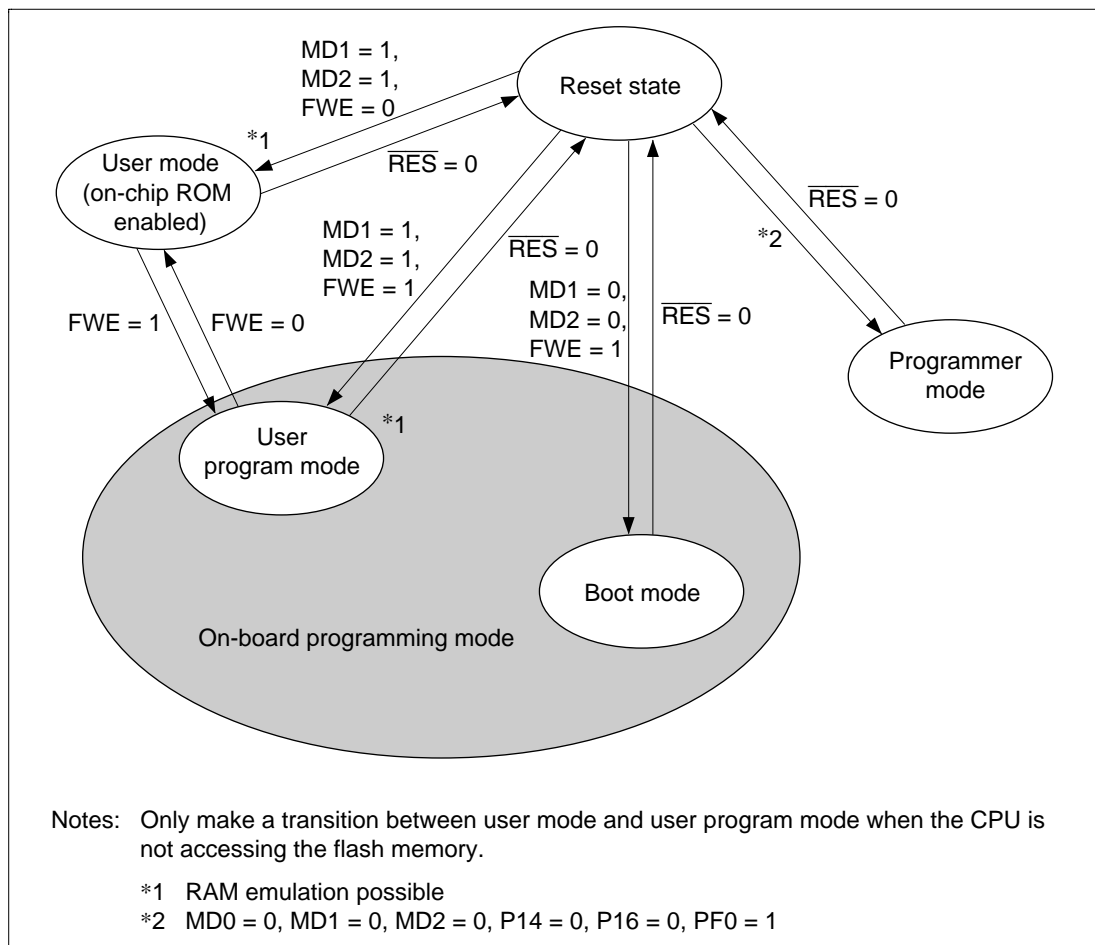 MD1 = 1,
MD2 = 1,
FWE = 0
Reset state
*1
User mode
(on-chip ROM
enabled)
RES = 0
RES = 0
*2
MD1 = 1,
MD2 = 1,
FWE = 1
RES = 0
MD1 = 0,
MD2 = 0,
FWE = 1
RES = 0
FWE = 1
FWE = 0
Programmer
mode
*1
User
program mode
Boot mode
On-board programming mode
Notes: Only make a transition between user mode and user program mode when the CPU is
not accessing the flash memory.
*1 RAM emulation possible
*2 MD0 = 0, MD1 = 0, MD2 = 0, P14 = 0, P16 = 0, PF0 = 1